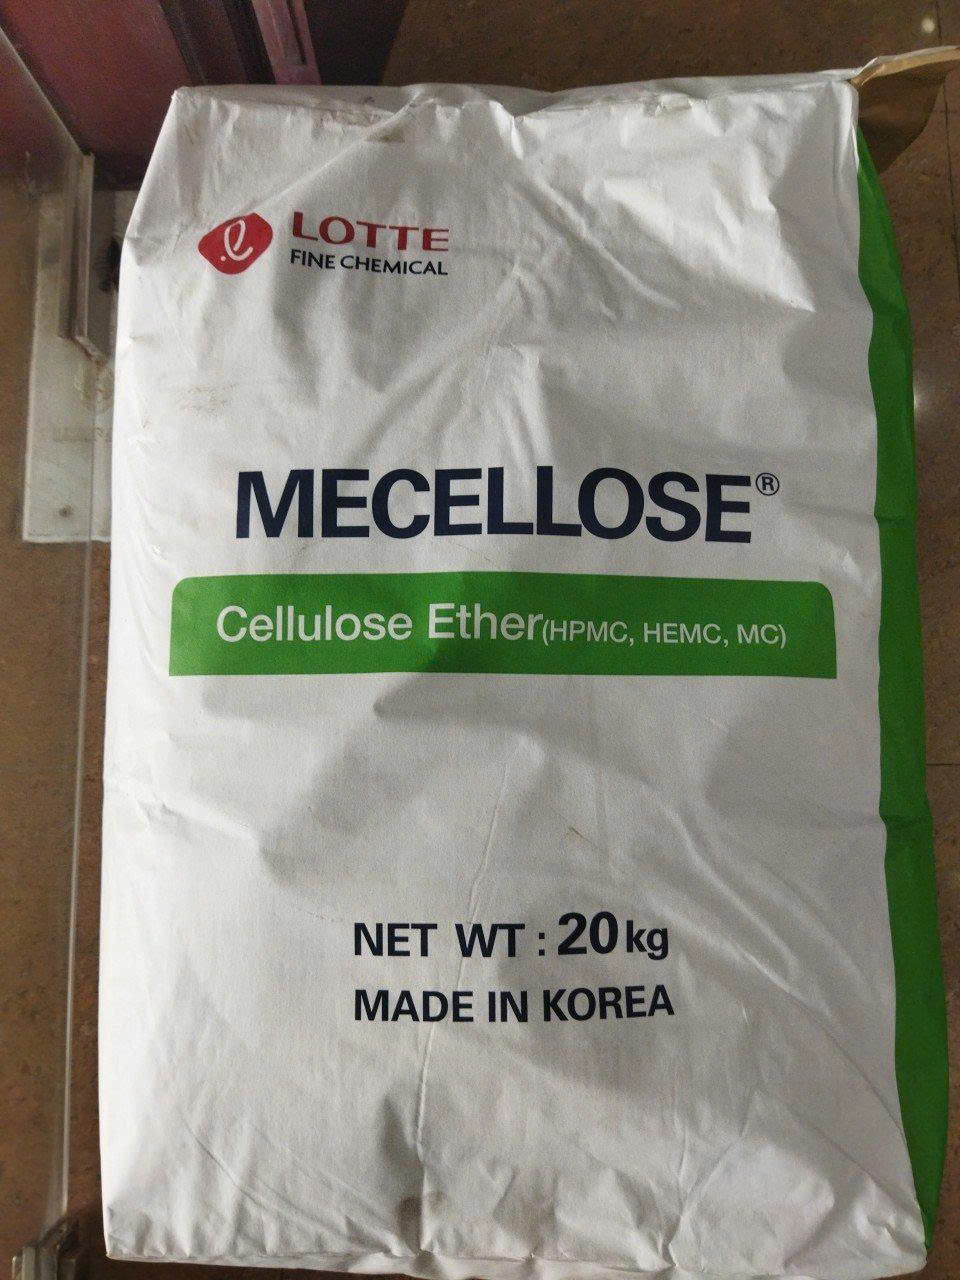 LOTTE
FINE CHEMICAL
MECELLOSE®
Cellulose Ether(HPMC, HEMC, MC)
NET WT : 20kg
MADE IN KOREA